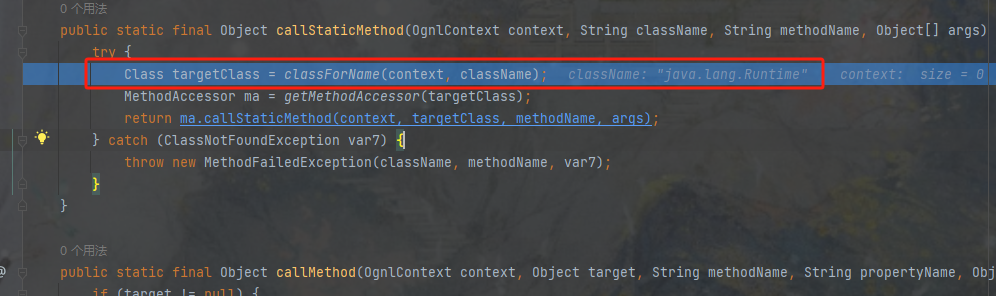 0 个用法
public static final Object callStaticMethod(OgnlContext context, String className, String methodName, Object[] args)
try {
Class targetClass = classForName(context, className); className: "java.lang.Runtime" context: size = 0
MethodAccessor ma = getMethodAccessor(targetClass);
return ma.callStaticMethod(context, targetClass, methodName, args);
} catch (ClassNotFoundException var7) {
throw new MethodFailedException(className, methodName, var7);
}
}
0 个用法
@ public static final Object callMethod(OgnlContext context, Object target, String methodName, String propertyName, Obj
if (target != null) {